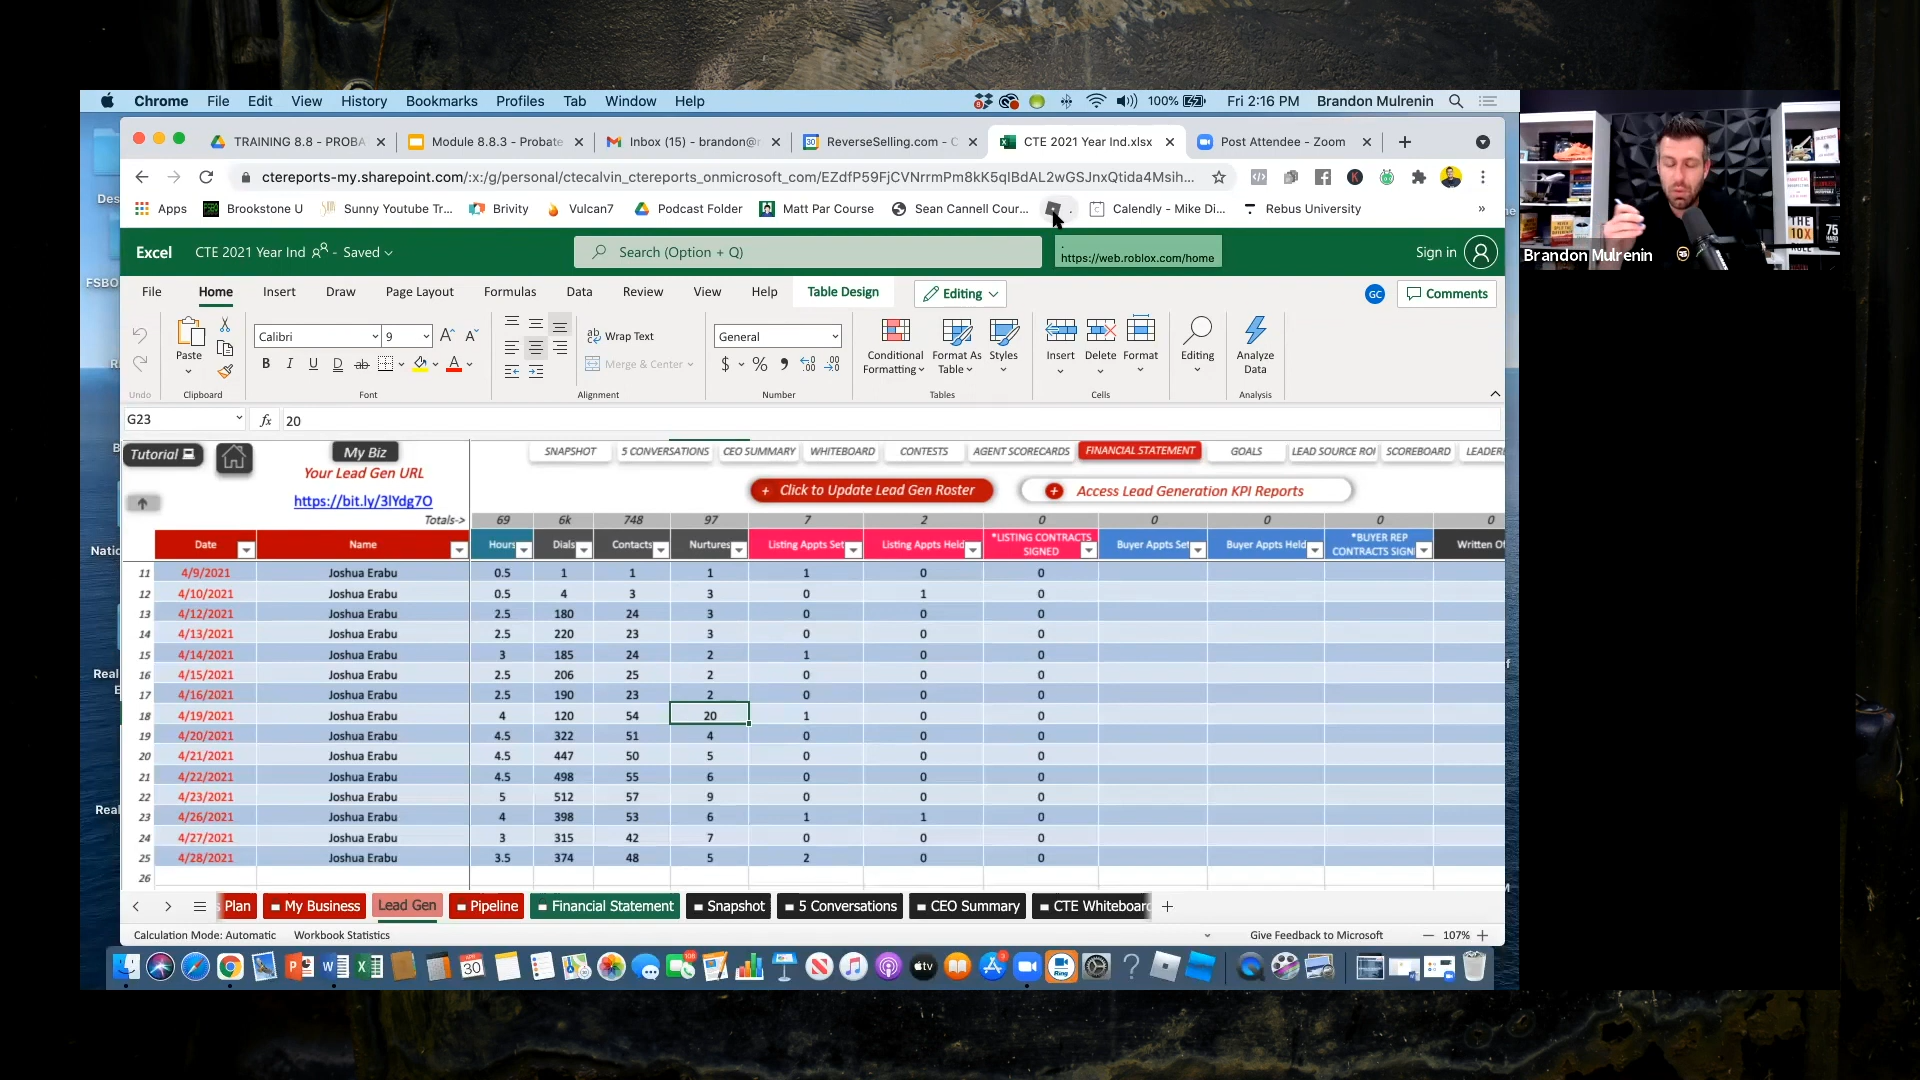 Chrome File Edit View History Bookmarks Profiles Tab Window Help 100% Fri 2:16 PM Brandon Mulrenin
TRAINING 8.8 - PROBA Module 8.8.3 - Probate Inbox (15) - brandon@r ReverseSelling.com - C CTE 2021 Year Ind.xlsx Post Attendee - Zoom
ctereports-my.sharepoint.com/:x:/g/personal/ctecalvin_ctereports_onmicrosoft_com/EZdfP59FjCVNrrmPm8kK5qIBdAL2wGSJnxQtida4Msih...
Apps Brookstone U Sunny Youtube Tr... Brivity Vulcan7 Podcast Folder Matt Par Course Sean Cannell Cour... . Calendly - Mike Di... Rebus University »
Excel CTE 2021 Year Ind - Saved Search (Option + Q) . Sign in
https://web.roblox.com/home
File Home Insert Draw Page Layout Formulas Data Review View Help Table Design Editing GC Comments
Paste Calibri 9 Wrap Text General Conditional Formatting Format As Table Styles Insert Delete Format Editing Analyze Data
B I U D ab A Merge & Center $ % .00
Undo Clipboard Font Alignment Number Tables Cells Analysis
G23 fx 20
Tutorial My Biz SNAPSHOT 5 CONVERSATIONS CEO SUMMARY WHITEBOARD CONTESTS AGENT SCORECARDS FINANCIAL STATEMENT GOALS LEAD SOURCE ROI SCOREBOARD LEADER
Your Lead Gen URL
https://bit.ly/3lYdg7O + Click to Update Lead Gen Roster + Access Lead Generation KPI Reports
Totals-> 69 6k 748 97 7 2 0 0 0 0 0
Date Name Hours Dials Contacts Nurtures Listing Appts Set Listing Appts Held *LISTING CONTRACTS SIGNED Buyer Appts Set Buyer Appts Held *BUYER REP CONTRACTS SIGN Written Of
11 4/9/2021 Joshua Erabu 0.5 1 1 1 1 0 0
12 4/10/2021 Joshua Erabu 0.5 4 3 3 0 1 0
13 4/12/2021 Joshua Erabu 2.5 180 24 3 0 0 0
14 4/13/2021 Joshua Erabu 2.5 220 23 3 0 0 0
15 4/14/2021 Joshua Erabu 3 185 24 2 1 0 0
16 4/15/2021 Joshua Erabu 2.5 206 25 2 0 0 0
17 4/16/2021 Joshua Erabu 2.5 190 23 2 0 0 0
18 4/19/2021 Joshua Erabu 4 120 54 20 1 0 0
19 4/20/2021 Joshua Erabu 4.5 322 51 4 0 0 0
20 4/21/2021 Joshua Erabu 4.5 447 50 5 0 0 0
21 4/22/2021 Joshua Erabu 4.5 498 55 6 0 0 0
22 4/23/2021 Joshua Erabu 5 512 57 9 0 0 0
23 4/26/2021 Joshua Erabu 4 398 53 6 1 1 0
24 4/27/2021 Joshua Erabu 3 315 42 7 0 0 0
25 4/28/2021 Joshua Erabu 3.5 374 48 5 2 0 0
26
Plan My Business Lead Gen Pipeline Financial Statement Snapshot 5 Conversations CEO Summary CTE Whiteboard
Calculation Mode: Automatic Workbook Statistics Give Feedback to Microsoft 107%
Des
FSBO
Natic
Real
Real
Brandon Mulrenin
THE 10X RULE
75